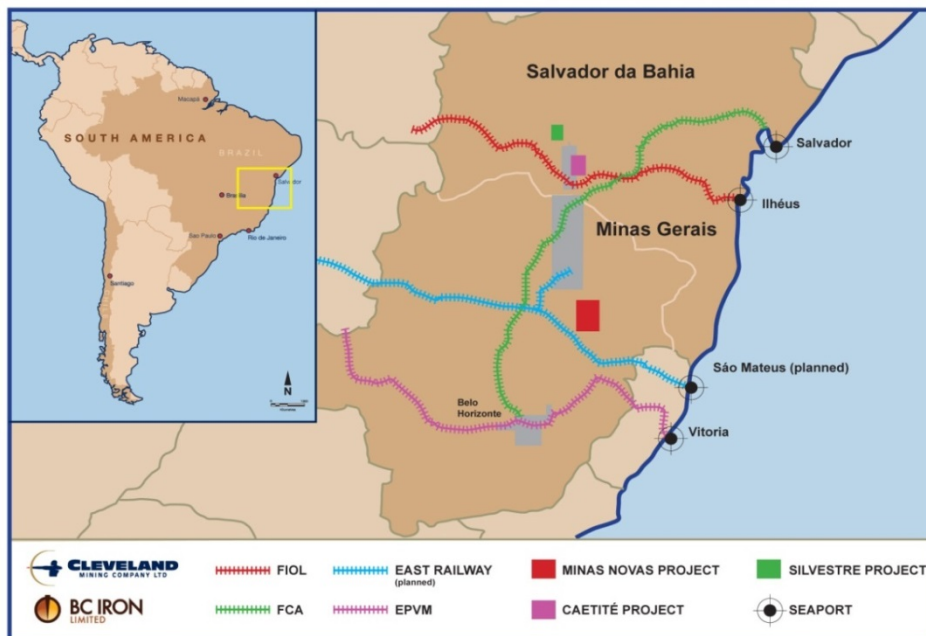 Macapá
SOUTH AMERICA
BRAZIL
Salvador
Brasília
Sao Paulo
Rio de Janeiro
Santiago
N
Salvador da Bahia
Salvador
Ilhéus
Minas Gerais
Sáo Mateus (planned)
Belo
Horizonte
Vitoria
CLEVELAND
MINING COMPANY LTD
FIOL
EAST RAILWAY
(planned)
MINAS NOVAS PROJECT
SILVESTRE PROJECT
BC IRON
LIMITED
FCA
EPVM
CAETITÉ PROJECT
SEAPORT